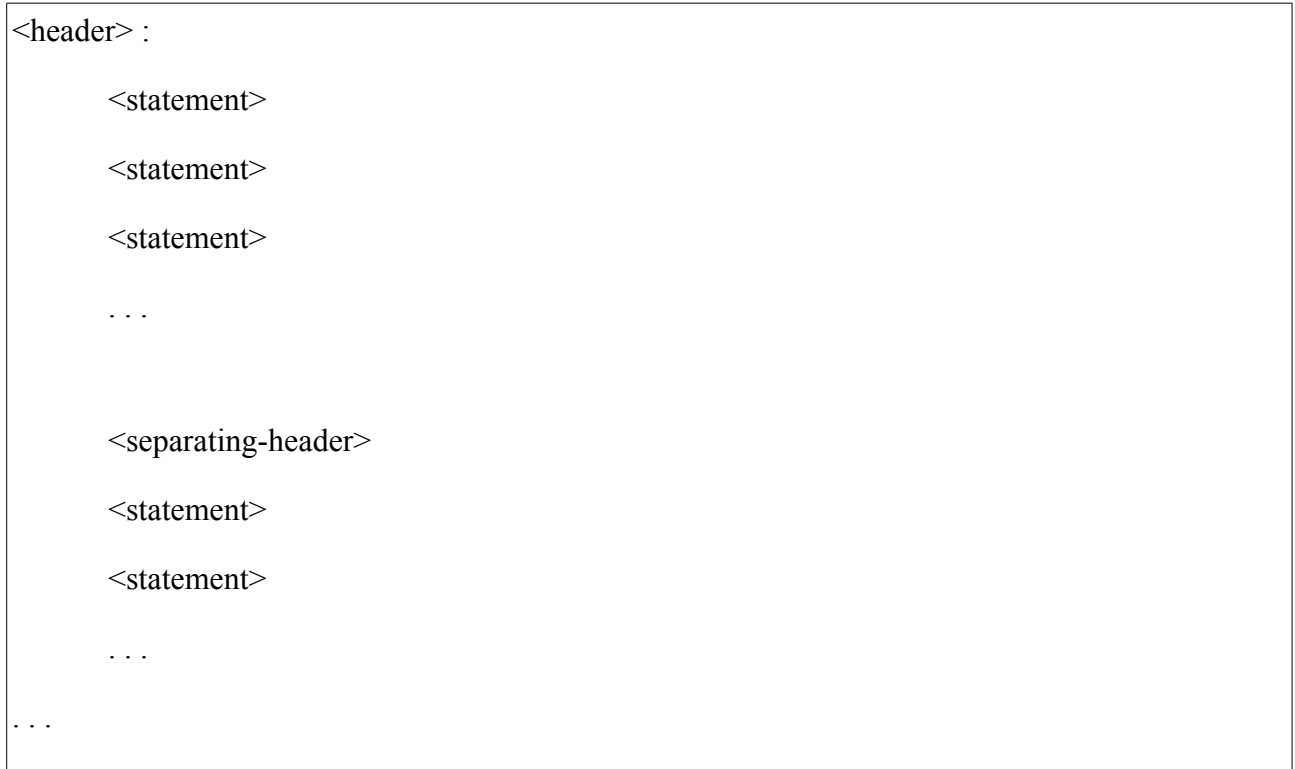 <header> :
<statement>
<statement>
<statement>
. . .
<separating-header>
<statement>
<statement>
. . .
. . .